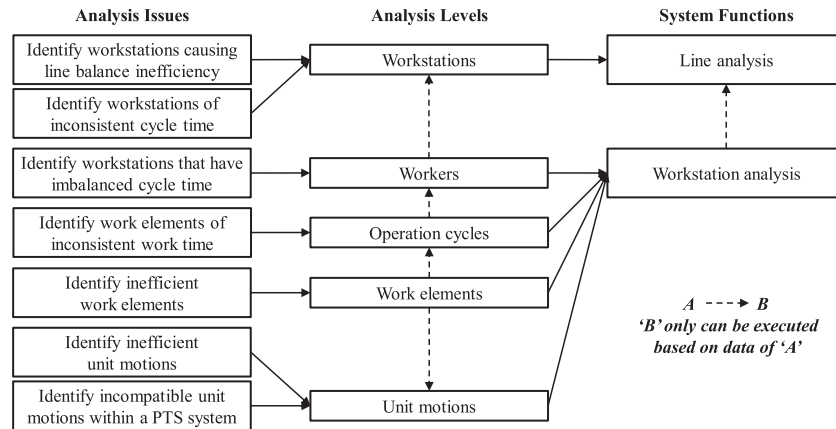 Analysis Issues
Analysis Levels
System Functions
Identify workstations causing
line balance inefficiency
Workstations
Line analysis
Identify workstations of
inconsistent cycle time
Identify workstations that have
imbalanced cycle time
Workers
Workstation analysis
Identify work elements of
inconsistent work time
Operation cycles
Identify inefficient
work elements
Work elements
A
B
‘B’ only can be executed
based on data of ‘A’
Identify inefficient
unit motions
Identify incompatible unit
motions within a PTS system
Unit motions